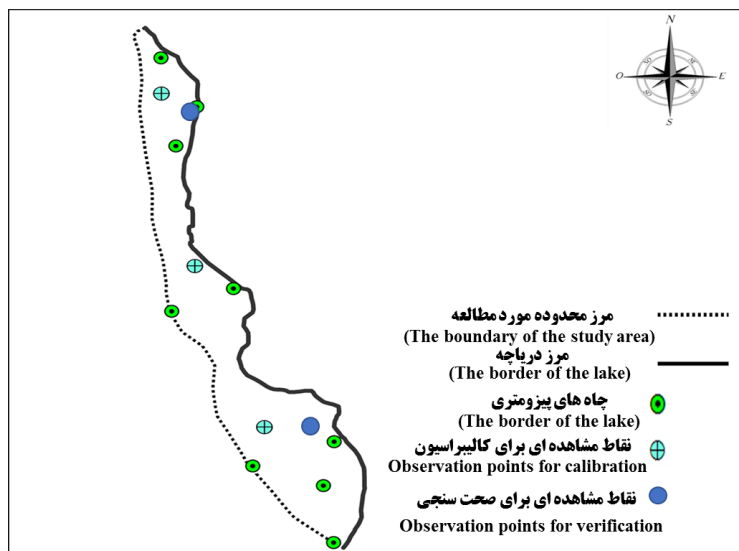 N
O
E
S
مرز محدوده مورد مطالعه
(The boundary of the study area)
مرز دریاچه
(The border of the lake)
چاه های پیزومتری
(The border of the lake)
نقاط مشاهده ای برای کالیبراسیون
Observation points for calibration
نقاط مشاهده ای برای صحت سنجی
Observation points for verification